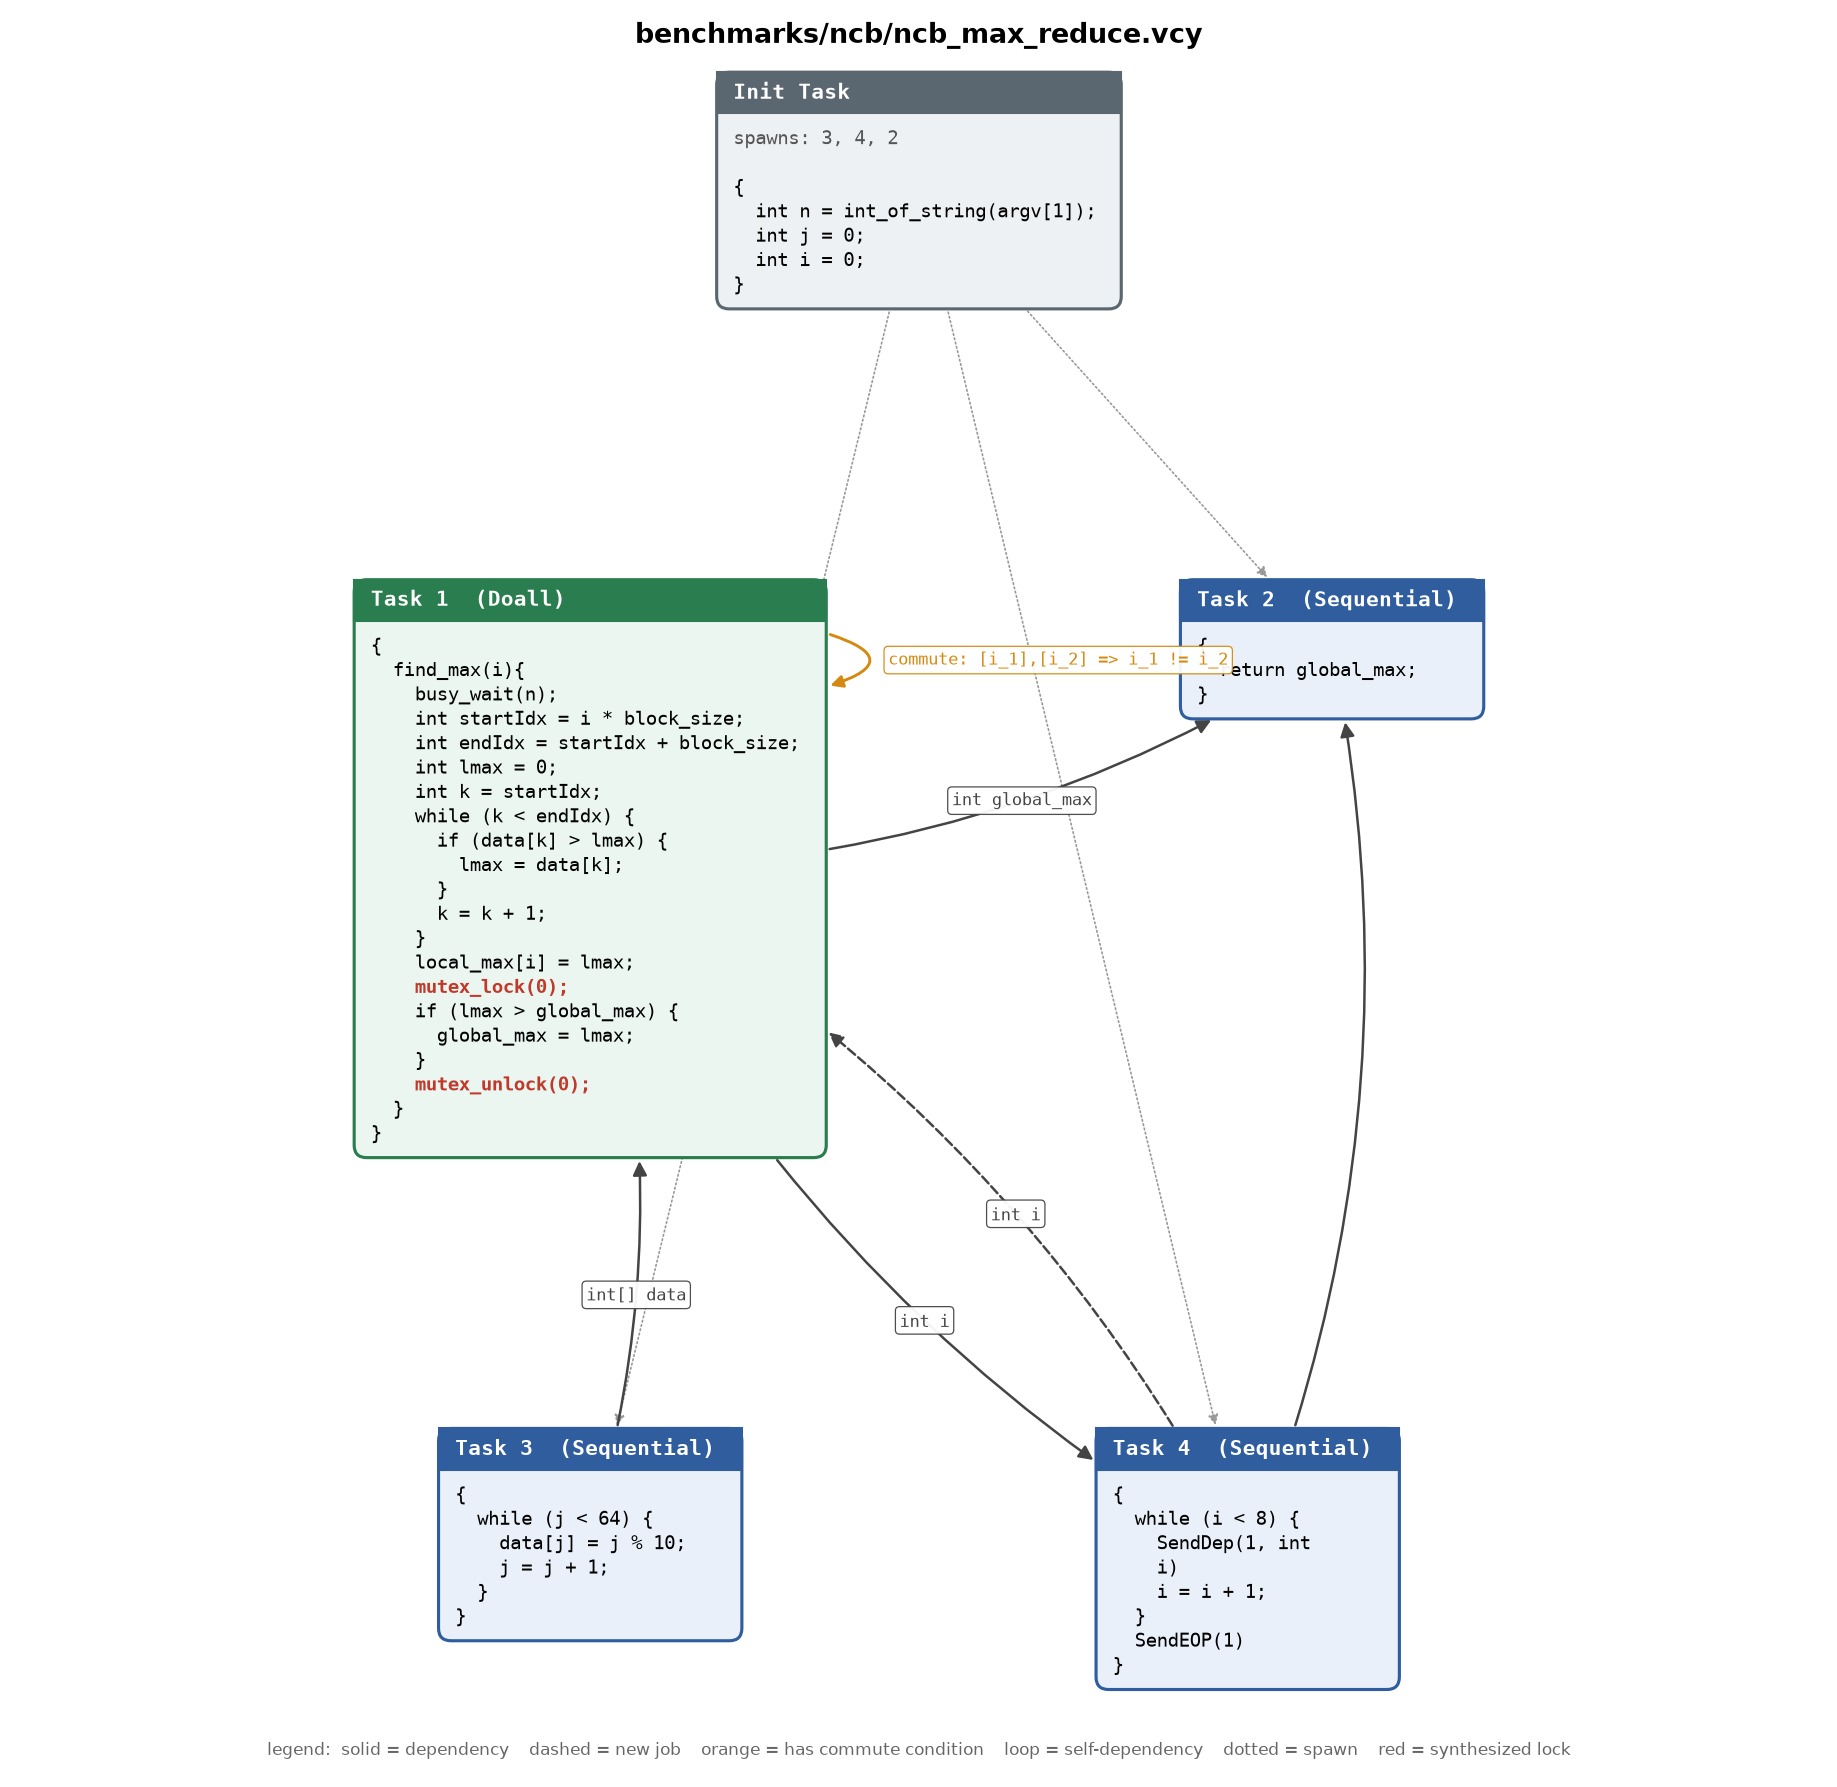 benchmarks/ncb/ncb_max_reduce.vcy
Init Task
spawns: 3, 4, 2
{
  int n = int_of_string(argv[1]);
  int j = 0;
  int i = 0;
}
Task 1  (Doall)
{
  find_max(i){
    busy_wait(n);
    int startIdx = i * block_size;
    int endIdx = startIdx + block_size;
    int lmax = 0;
    int k = startIdx;
    while (k < endIdx) {
      if (data[k] > lmax) {
        lmax = data[k];
      }
      k = k + 1;
    }
    local_max[i] = lmax;
    mutex_lock(0);
    if (lmax > global_max) {
      global_max = lmax;
    }
    mutex_unlock(0);
  }
}
commute: [i_1],[i_2] => i_1 != i_2
Task 2  (Sequential)
{
  return global_max;
}
int global_max
int i
int[] data
int i
Task 3  (Sequential)
{
  while (j < 64) {
    data[j] = j % 10;
    j = j + 1;
  }
}
Task 4  (Sequential)
{
  while (i < 8) {
    SendDep(1, int
    i)
    i = i + 1;
  }
  SendEOP(1)
}
legend:  solid = dependency    dashed = new job    orange = has commute condition    loop = self-dependency    dotted = spawn    red = synthesized lock